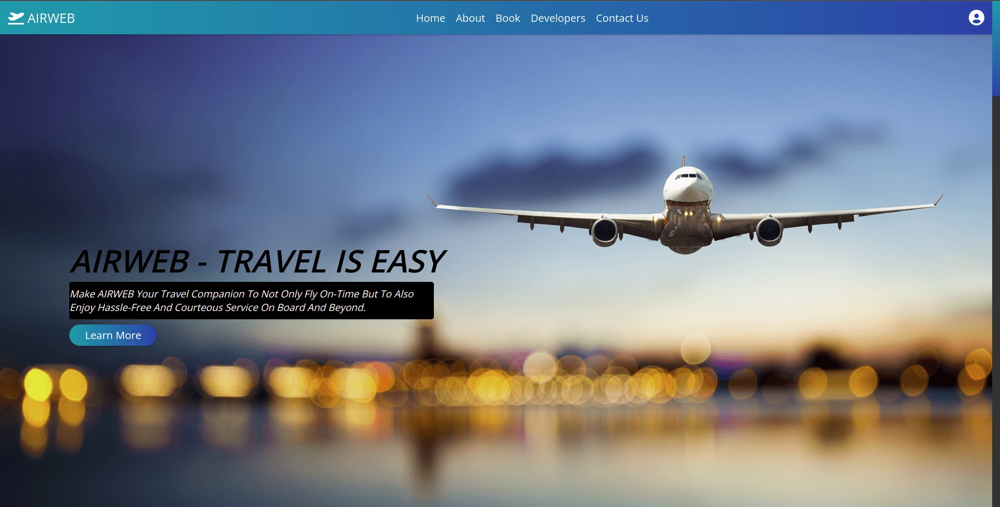 AIRWEB
Home About Book Developers Contact Us
AIRWEB - TRAVEL IS EASY
Make AIRWEB Your Travel Companion To Not Only Fly On-Time But To Also
Enjoy Hassle-Free And Courteous Service On Board And Beyond.
Learn More